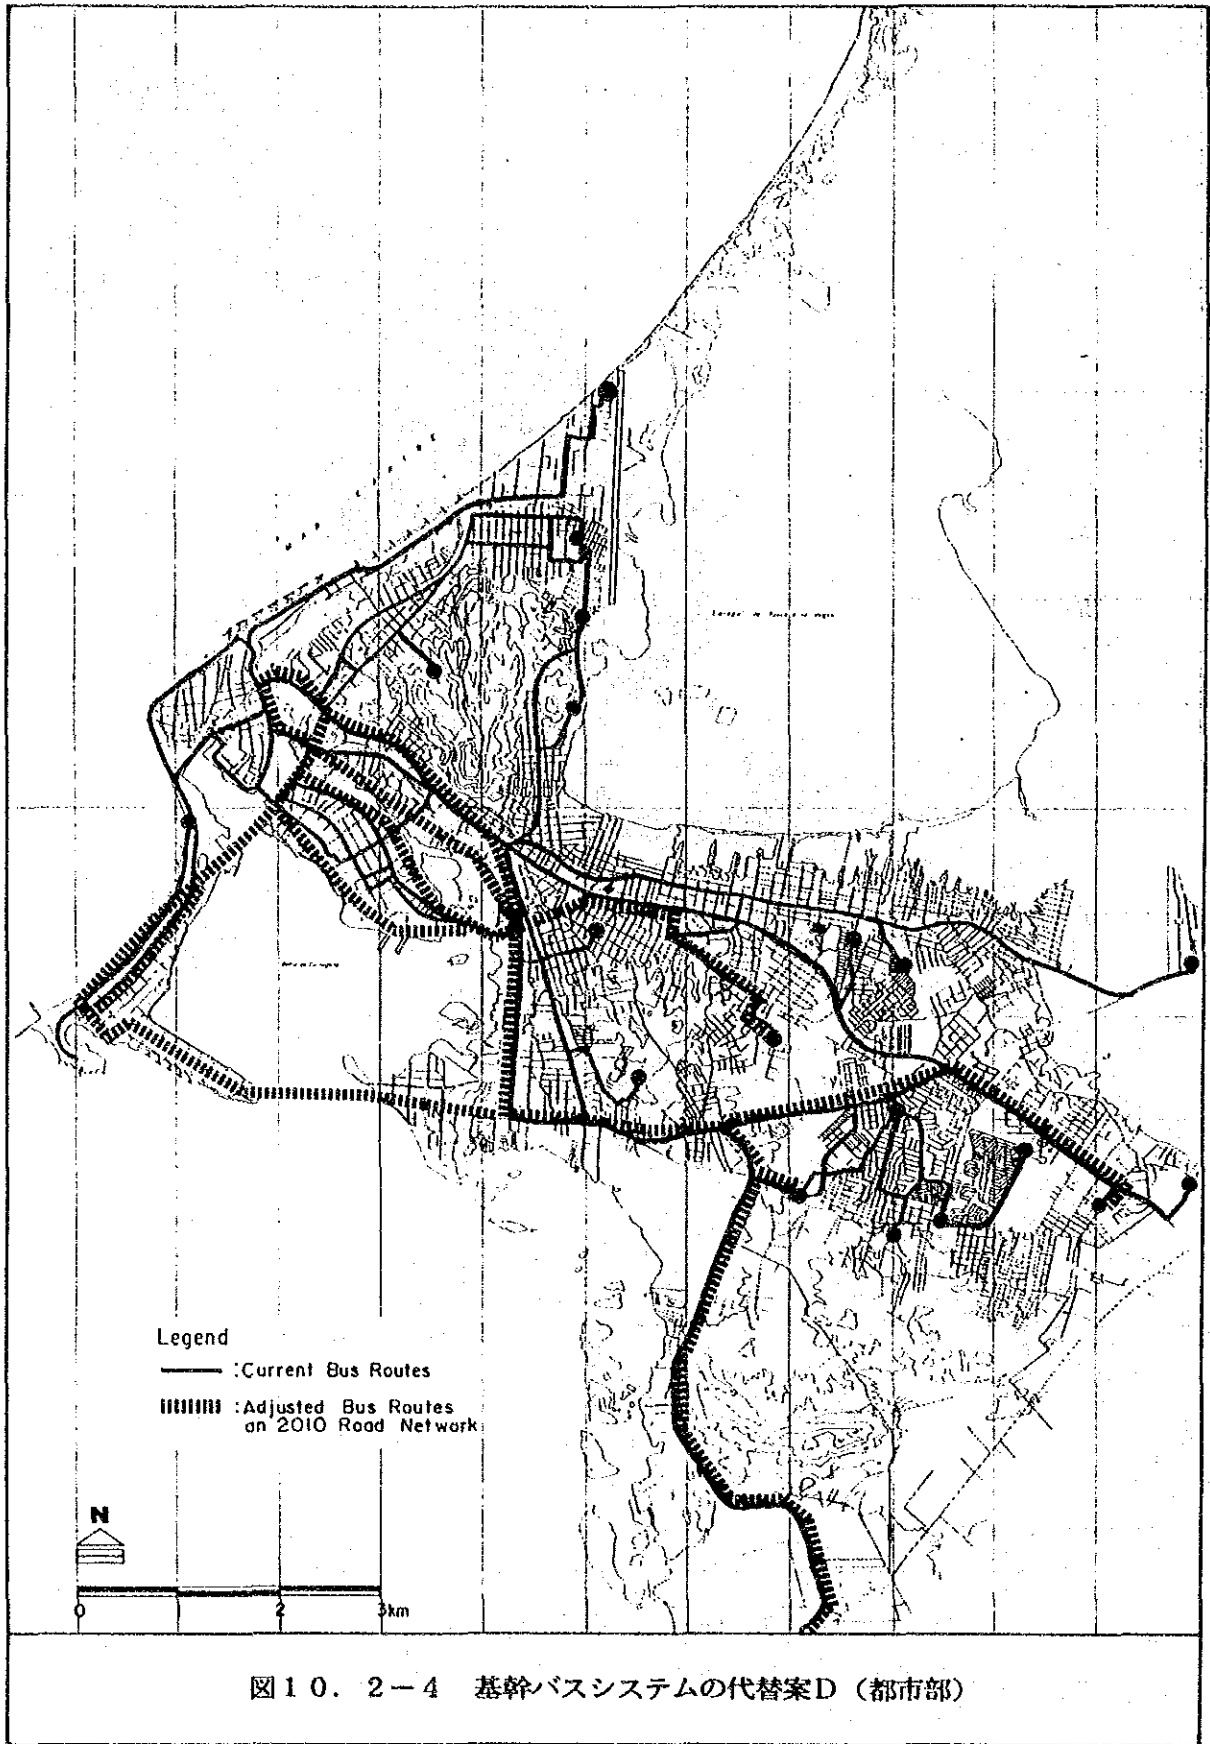 Legend
:Current Bus Routes
:Adjusted Bus Routes
on 2010 Road Network
N
0 1 2 3km
図10. 2-4 基幹バスシステムの代替案D (都市部)